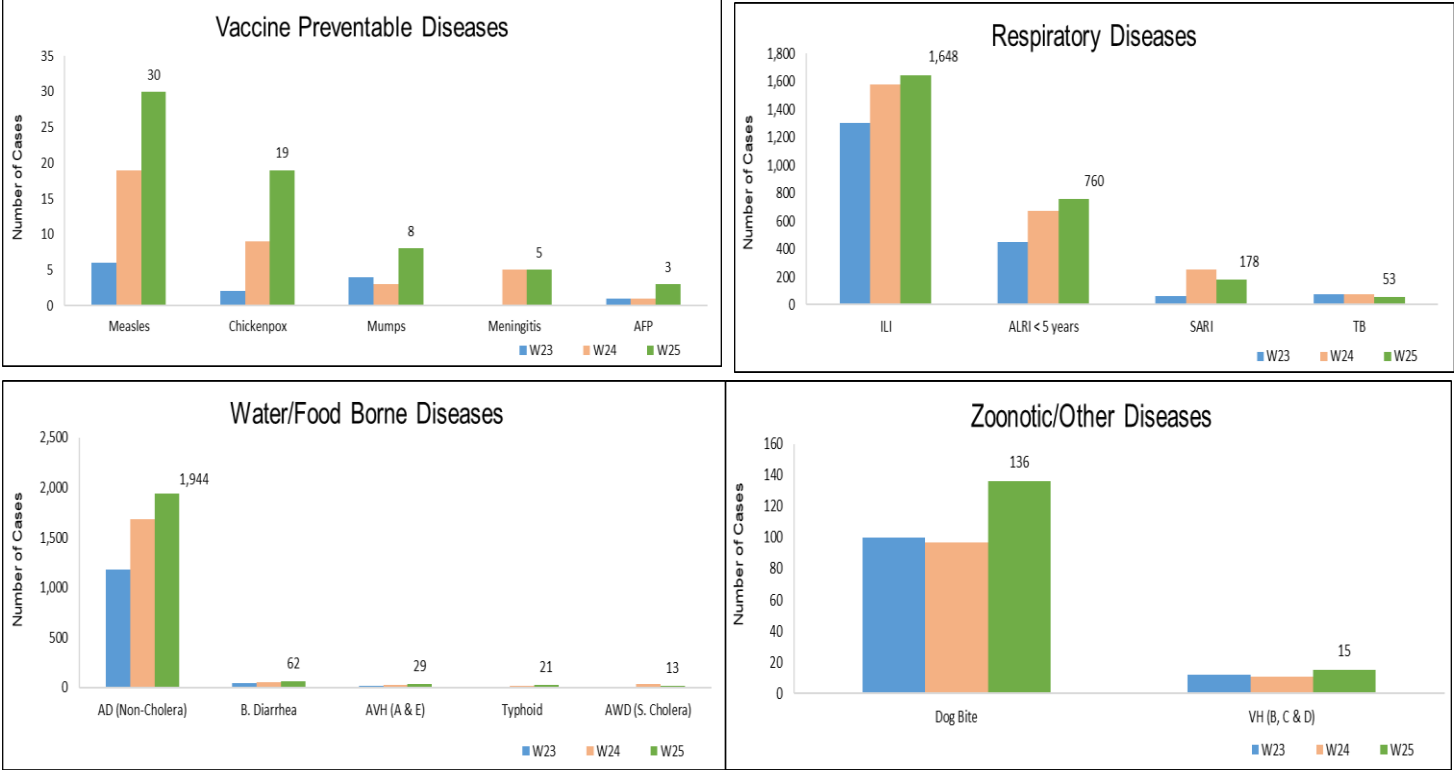 Vaccine Preventable Diseases
Number of Cases
35
30
25
20
15
10
5
0
30
19
8
5
3
Measles
Chickenpox
Mumps
Meningitis
AFP
W23 W24 W25
Respiratory Diseases
Number of Cases
1,800
1,600
1,400
1,200
1,000
800
600
400
200
0
1,648
760
178
53
ILI
ALRI < 5 years
SARI
TB
W23 W24 W25
Water/Food Borne Diseases
Number of Cases
2,500
2,000
1,500
1,000
500
0
1,944
62
29
21
13
AD (Non-Cholera)
B. Diarrhea
AVH (A & E)
Typhoid
AWD (S. Cholera)
W23 W24 W25
Zoonotic/Other Diseases
Number of Cases
160
140
120
100
80
60
40
20
0
136
15
Dog Bite
VH (B, C & D)
W23 W24 W25